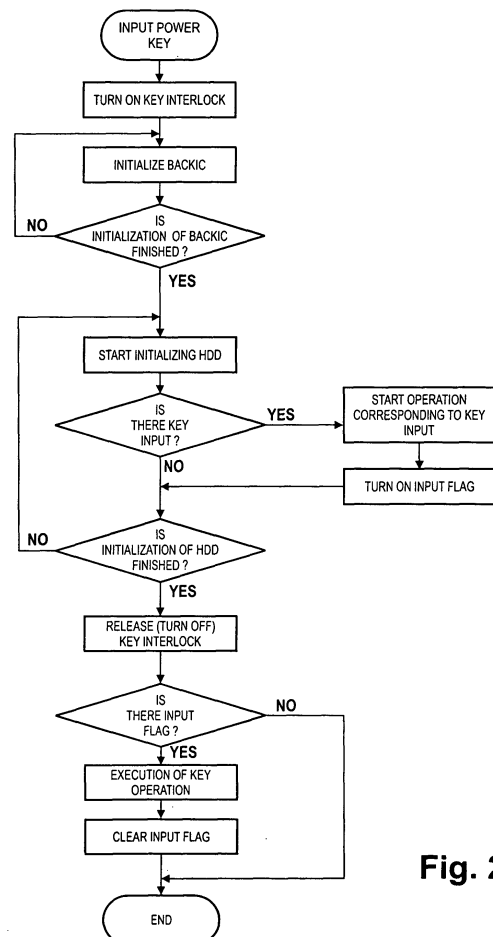 INPUT POWER
KEY
TURN ON KEY INTERLOCK
INITIALIZE BACKIC
IS
INITIALIZATION OF BACKIC
FINISHED ?
NO
YES
START INITIALIZING HDD
IS
THERE KEY
INPUT ?
YES
NO
START OPERATION
CORRESPONDING TO KEY
INPUT
TURN ON INPUT FLAG
IS
INITIALIZATION OF HDD
FINISHED ?
NO
YES
RELEASE (TURN OFF)
KEY INTERLOCK
IS
THERE INPUT
FLAG ?
NO
YES
EXECUTION OF KEY
OPERATION
CLEAR INPUT FLAG
END
Fig. 2